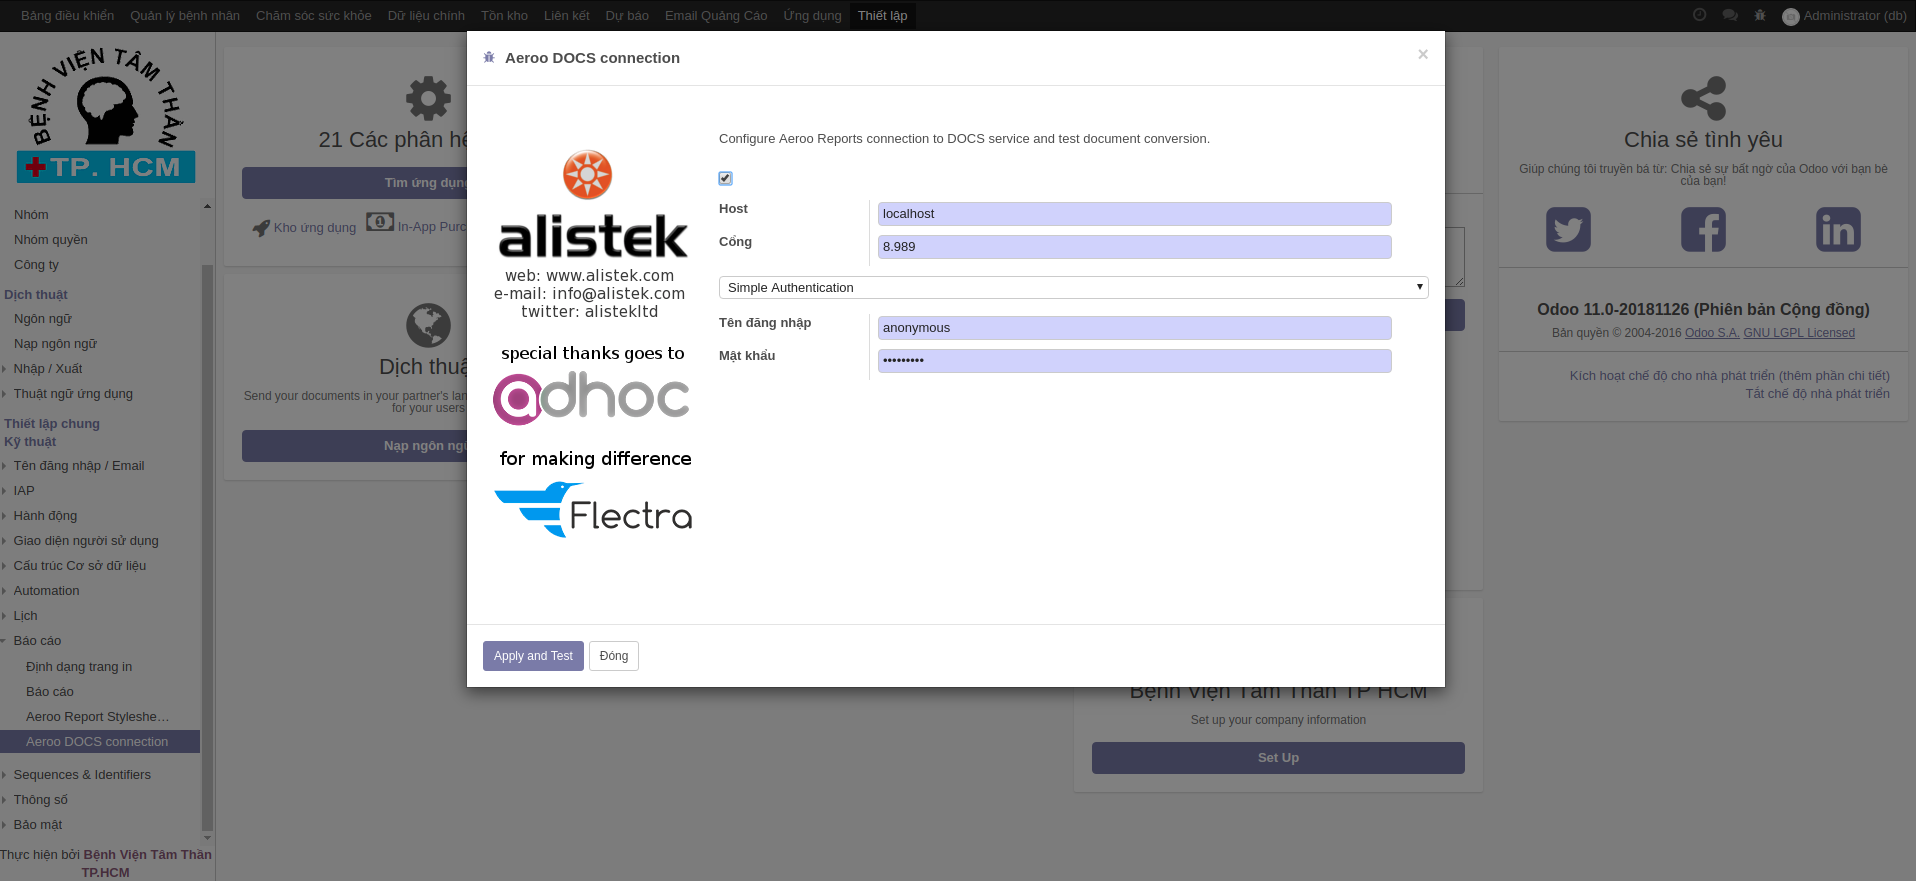 Bảng điều khiển Quản lý bệnh nhân Chăm sóc sức khỏe Dữ liệu chính Tồn kho Liên kết Dự báo Email Quảng Cáo Ứng dụng Thiết lập Administrator (db)
BỆNH VIỆN TÂM THẦN
TP. HCM
Nhóm
Nhóm quyền
Công ty
Dịch thuật
Ngôn ngữ
Nạp ngôn ngữ
Nhập / Xuất
Thuật ngữ ứng dụng
Thiết lập chung
Kỹ thuật
Tên đăng nhập / Email
IAP
Hành động
Giao diện người sử dụng
Cấu trúc Cơ sở dữ liệu
Automation
Lịch
Báo cáo
Định dạng trang in
Báo cáo
Aeroo Report Styleshe…
Aeroo DOCS connection
Sequences & Identifiers
Thông số
Bảo mật
Thực hiện bởi Bệnh Viện Tâm Thần
TP.HCM
21 Các phân hệ
Tìm ứng dụng
Kho ứng dụng In-App Purc
Dịch thuậ
Send your documents in your partner's lan
for your users
Nạp ngôn ngữ
Aeroo DOCS connection
×
alistek
web: www.alistek.com
e-mail: info@alistek.com
twitter: alistekltd
special thanks goes to
adhoc
for making difference
Flectra
Configure Aeroo Reports connection to DOCS service and test document conversion.
Host localhost
Cổng 8.989
Simple Authentication
Tên đăng nhập anonymous
Mật khẩu •••••••••
Apply and Test Đóng
Bệnh Viện Tâm Thần TP HCM
Set up your company information
Set Up
Chia sẻ tình yêu
Giúp chúng tôi truyền bá từ: Chia sẻ sự bất ngờ của Odoo với bạn bè
của bạn!
Odoo 11.0-20181126 (Phiên bản Cộng đồng)
Bản quyền © 2004-2016 Odoo S.A. GNU LGPL Licensed
Kích hoạt chế độ cho nhà phát triển (thêm phần chi tiết)
Tắt chế độ nhà phát triển